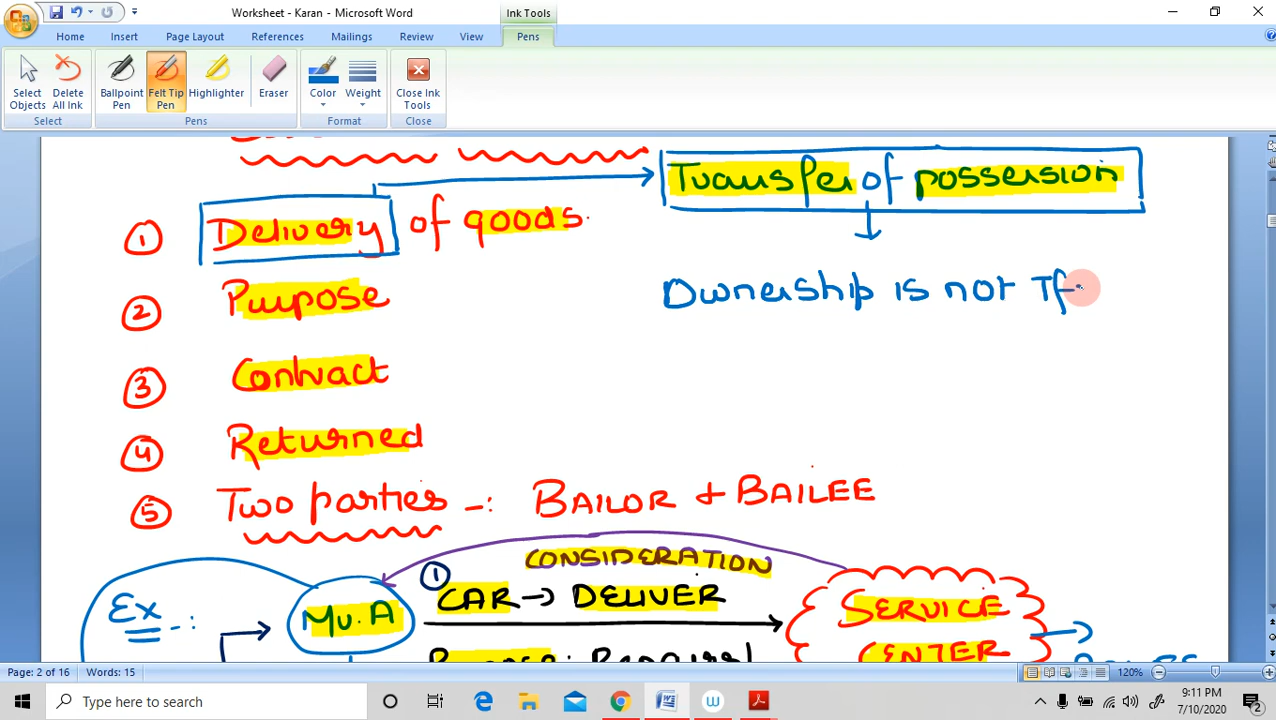 Worksheet - Karan - Microsoft Word
Ink Tools
Home Insert Page Layout References Mailings Review View Pens
Select Objects
Delete All Ink
Ballpoint Pen
Felt Tip Pen
Highlighter
Eraser
Color
Weight
Close Ink Tools
Select Pens Format Close
Transfer of possession
① Delivery of goods.
Ownership is not Tf
② Purpose
③ Contract
④ Returned
⑤ Two parties -: BAILOR + BAILEE
CONSIDERATION
Ex -:
Mr. A
① CAR → DELIVER
SERVICE
CENTER
Page: 2 of 16 Words: 15 120%
Type here to search
9:11 PM
7/10/2020
2